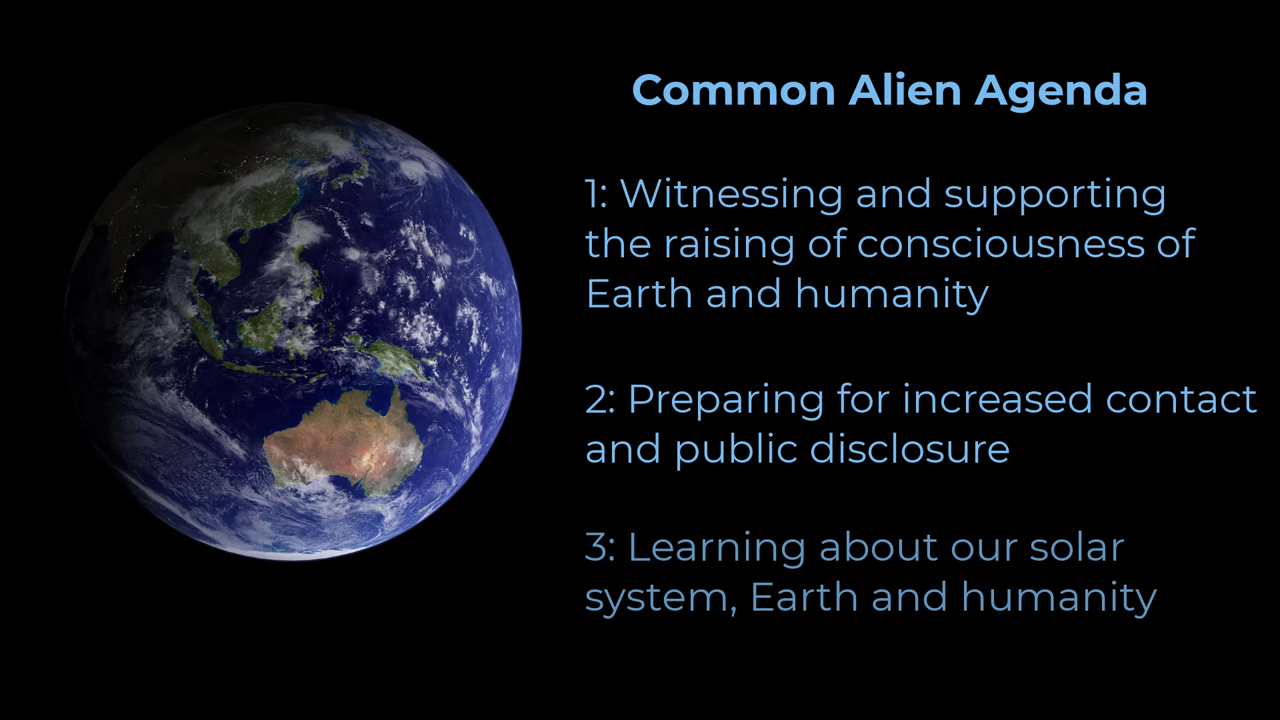 Common Alien Agenda
1: Witnessing and supporting
the raising of consciousness of
Earth and humanity
2: Preparing for increased contact
and public disclosure
3: Learning about our solar
system, Earth and humanity